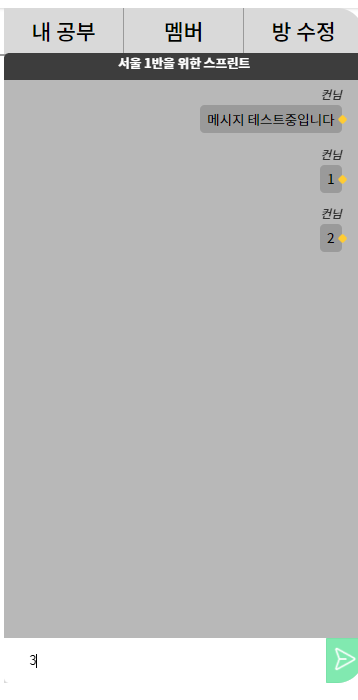 내 공부 멤버 방 수정
서울 1반을 위한 스프린트
컨님
메시지 테스트중입니다
컨님
1
컨님
2
3